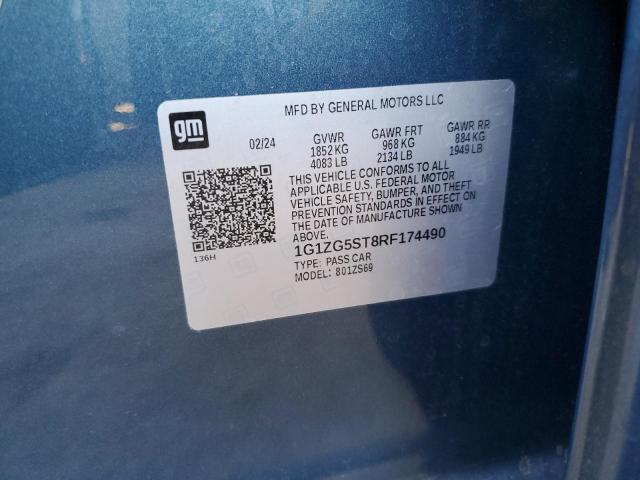 MFD BY GENERAL MOTORS LLC
gm
02/24
GVWR GAWR FRT GAWR RR
1852 KG 968 KG 884 KG
4083 LB 2134 LB 1949 LB
THIS VEHICLE CONFORMS TO ALL
APPLICABLE U.S. FEDERAL MOTOR
VEHICLE SAFETY, BUMPER, AND THEFT
PREVENTION STANDARDS IN EFFECT ON
THE DATE OF MANUFACTURE SHOWN
ABOVE.
136H
1G1ZG5ST8RF174490
TYPE: PASS CAR
MODEL: 801ZS69